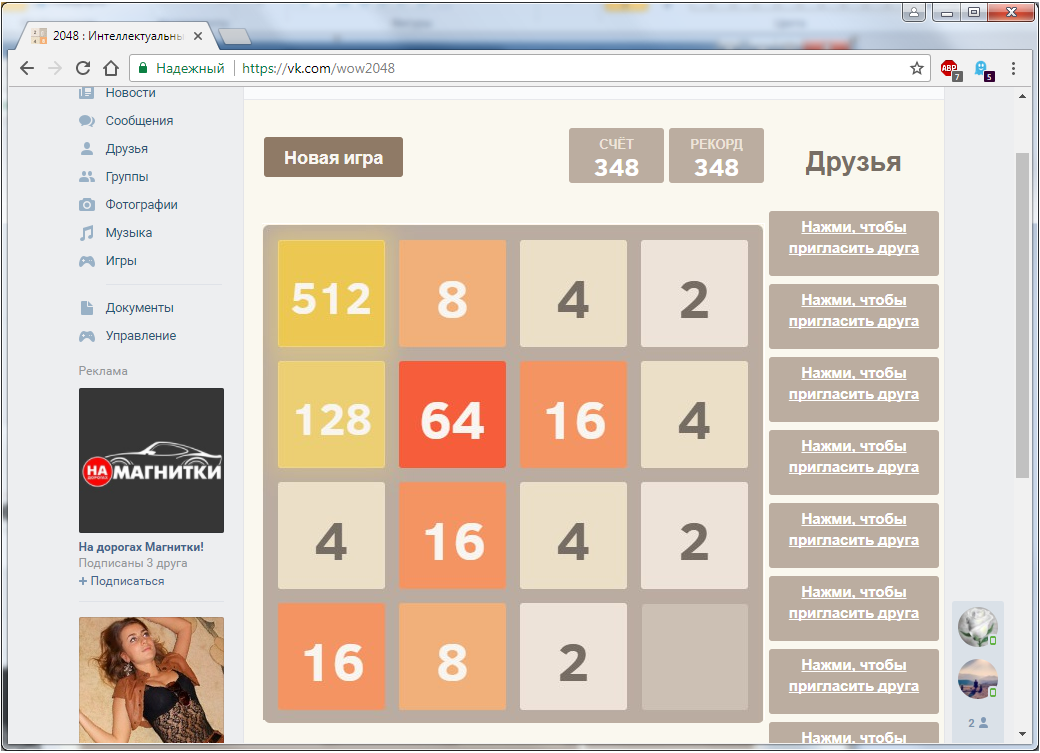 2048 : Интеллектуальны
Надежный
https://vk.com/wow2048
ABP
7
5
Новости
Сообщения
Друзья
Группы
Фотографии
Музыка
Игры
Документы
Управление
Реклама
НА
ДОРОГАХ
МАГНИТКИ
На дорогах Магнитки!
Подписаны 3 друга
+ Подписаться
Новая игра
СЧЁТ
348
РЕКОРД
348
512 8 4 2
128 64 16 4
4 16 4 2
16 8 2
Друзья
Нажми, чтобы
пригласить друга
Нажми, чтобы
пригласить друга
Нажми, чтобы
пригласить друга
Нажми, чтобы
пригласить друга
Нажми, чтобы
пригласить друга
Нажми, чтобы
пригласить друга
Нажми, чтобы
пригласить друга
Нажми, чтобы
2